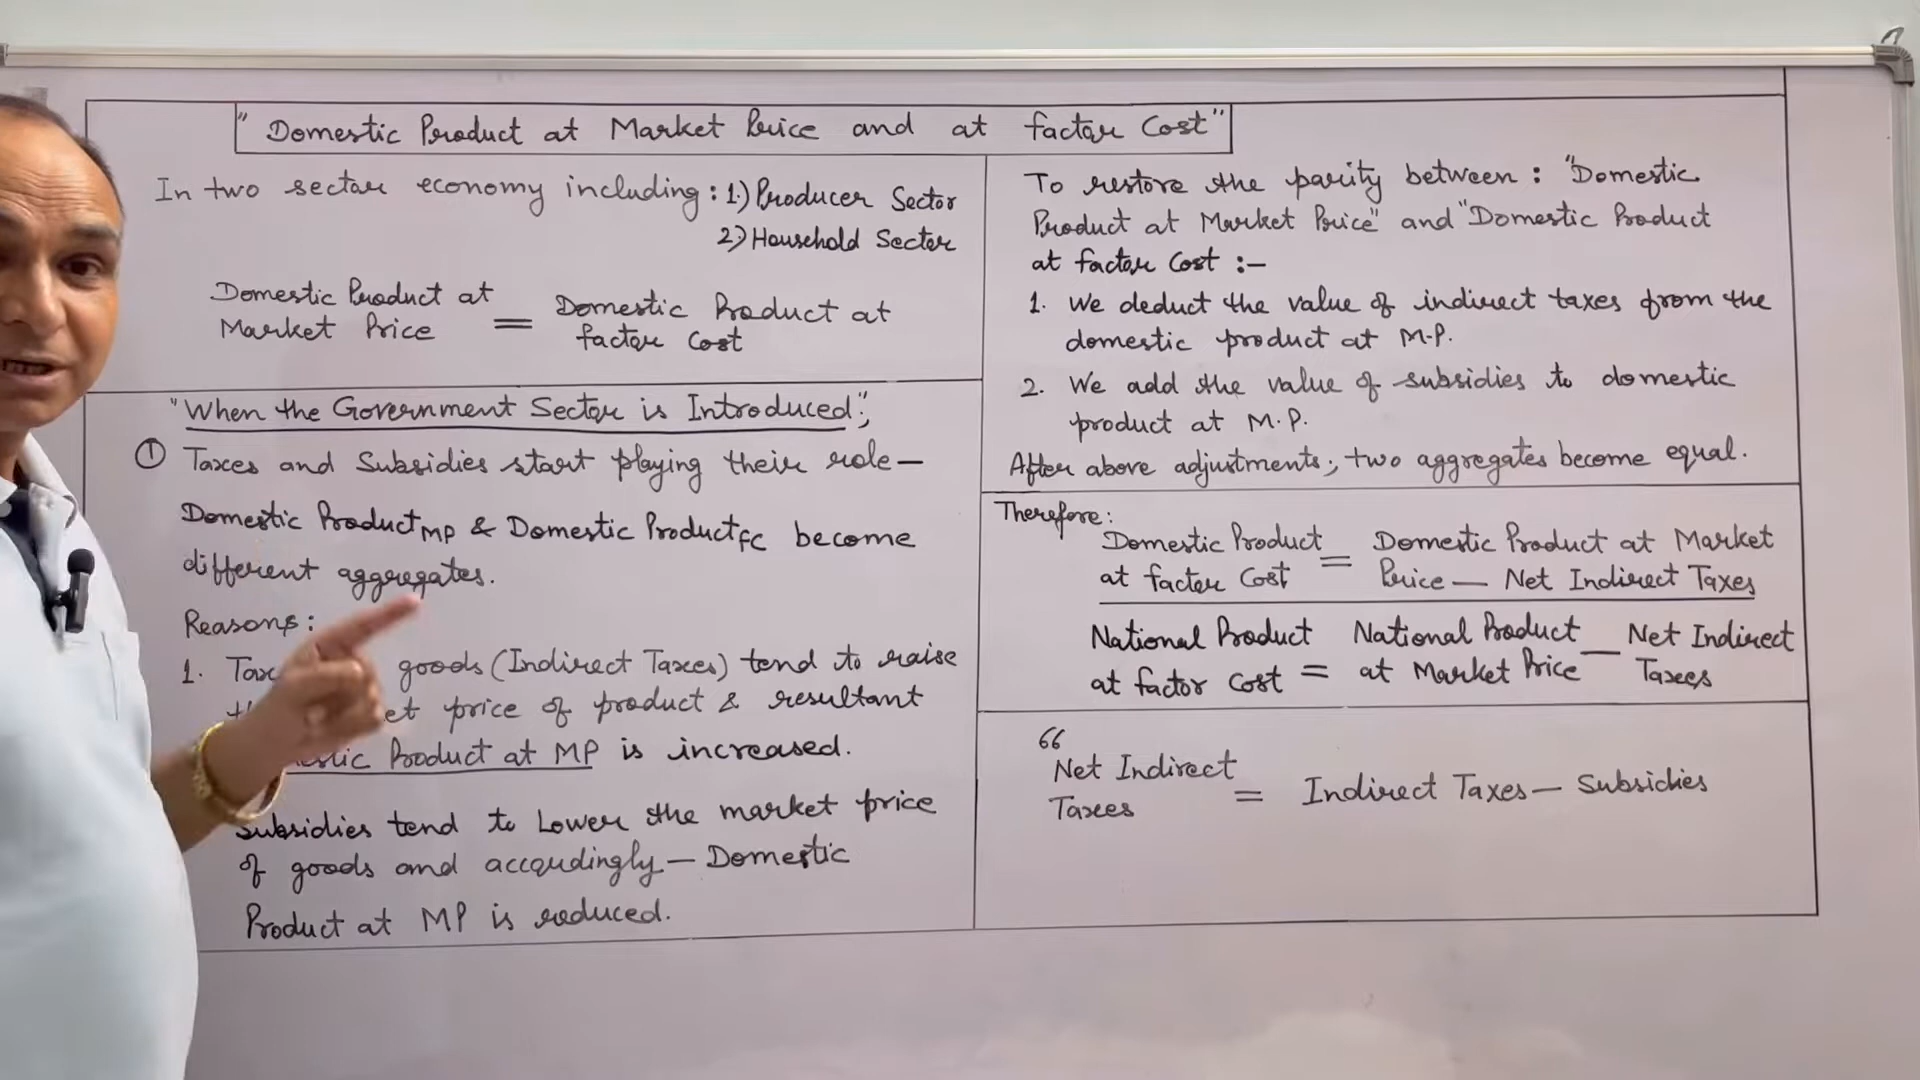 "Domestic Product at Market Price and at factor Cost"
In two sector economy including: 1.) Producer Sector
2.) Household Sector
Domestic Product at
Market Price
=
Domestic Product at
factor Cost
"When the Government Sector is Introduced",
① Taxes and Subsidies start playing their role—
Domestic Product MP & Domestic Product FC become
different aggregates.
Reasons:
1. goods (Indirect Taxes) tend to raise
price of product & resultant
Product at MP is increased.
Subsidies tend to Lower the market price
of goods and accordingly — Domestic
Product at MP is reduced.
To restore the parity between: "Domestic
Product at Market Price" and "Domestic Product
at factor Cost :-
1. We deduct the value of indirect taxes from the
domestic product at M.P.
2. We add the value of subsidies to domestic
product at M.P.
After above adjustments; two aggregates become equal.
Therefore:
Domestic Product
at factor Cost
=
Domestic Product at Market
Price — Net Indirect Taxes
National Product
at factor Cost
=
National Product
at Market Price
—
Net Indirect
Taxes
"
Net Indirect
Taxes
=
Indirect Taxes — Subsidies